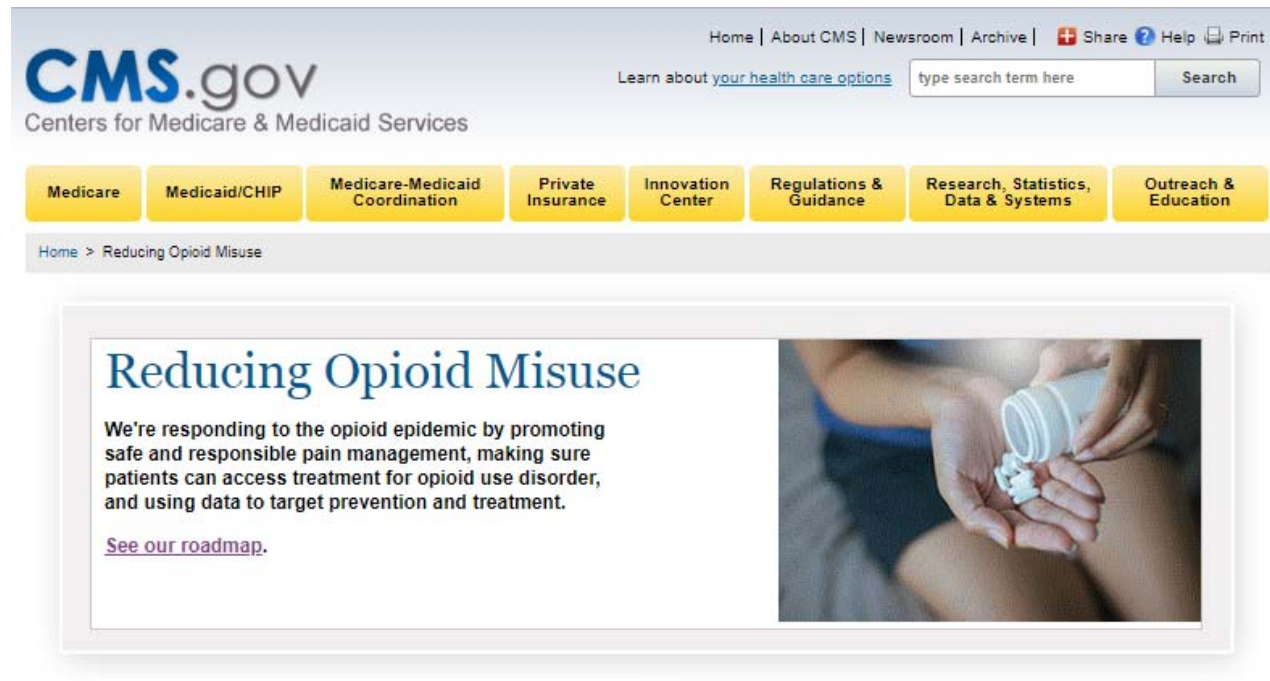 Home | About CMS | Newsroom | Archive | Share Help Print
CMS.gov
Learn about your health care options type search term here Search
Centers for Medicare & Medicaid Services
Medicare
Medicaid/CHIP
Medicare-Medicaid
Coordination
Private
Insurance
Innovation
Center
Regulations &
Guidance
Research, Statistics,
Data & Systems
Outreach &
Education
Home > Reducing Opioid Misuse
Reducing Opioid Misuse
We're responding to the opioid epidemic by promoting
safe and responsible pain management, making sure
patients can access treatment for opioid use disorder,
and using data to target prevention and treatment.
See our roadmap.